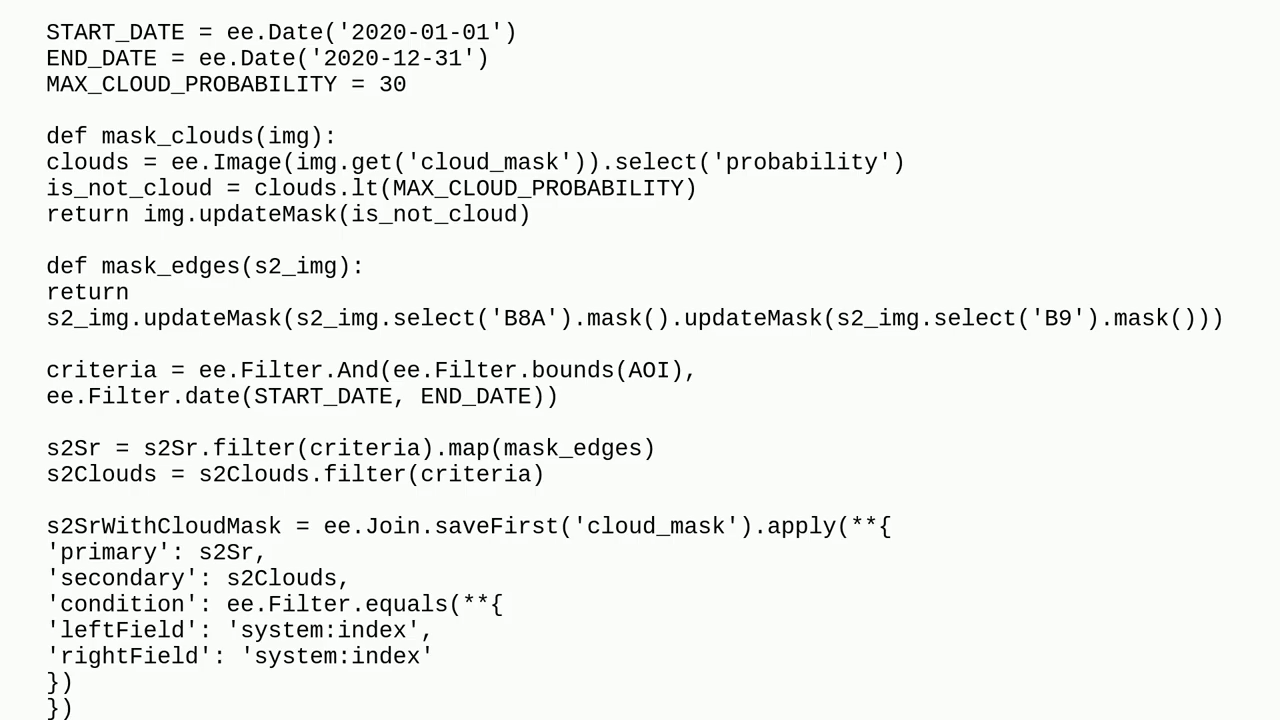 START_DATE = ee.Date('2020-01-01')
END_DATE = ee.Date('2020-12-31')
MAX_CLOUD_PROBABILITY = 30
def mask_clouds(img):
clouds = ee.Image(img.get('cloud_mask')).select('probability')
is_not_cloud = clouds.lt(MAX_CLOUD_PROBABILITY)
return img.updateMask(is_not_cloud)
def mask_edges(s2_img):
return
s2_img.updateMask(s2_img.select('B8A').mask().updateMask(s2_img.select('B9').mask()))
criteria = ee.Filter.And(ee.Filter.bounds(AOI),
ee.Filter.date(START_DATE, END_DATE))
s2Sr = s2Sr.filter(criteria).map(mask_edges)
s2Clouds = s2Clouds.filter(criteria)
s2SrWithCloudMask = ee.Join.saveFirst('cloud_mask').apply(**{
'primary': s2Sr,
'secondary': s2Clouds,
'condition': ee.Filter.equals(**{
'leftField': 'system:index',
'rightField': 'system:index'
})
})